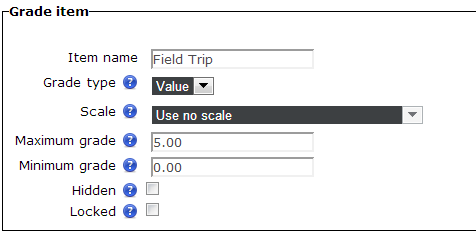 Grade item
Item name Field Trip
Grade type ? Value
Scale ? Use no scale
Maximum grade ? 5.00
Minimum grade ? 0.00
Hidden ?
Locked ?